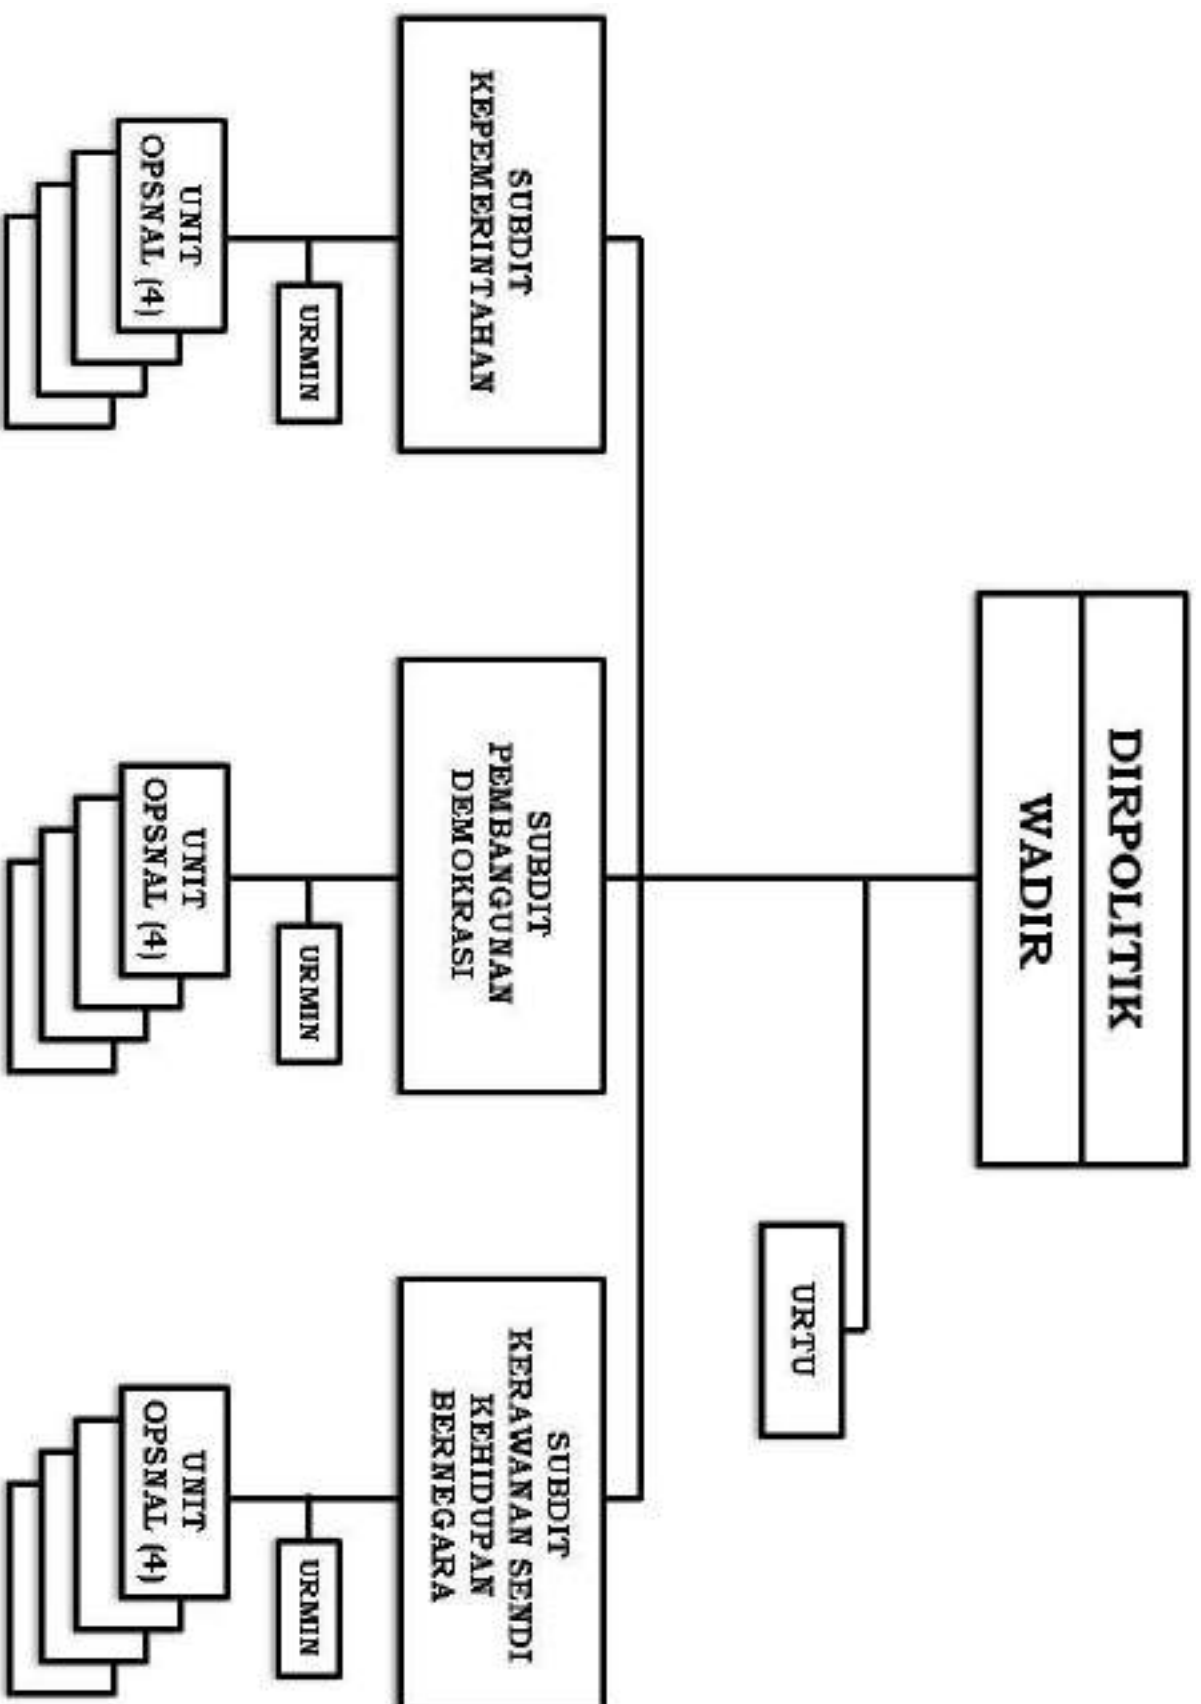 DIRPOLITIK
WADIR
URTU
SUBDIT
KEPEMERINTAHAN
SUBDIT
PEMBANGUNAN
DEMOKRASI
SUBDIT
KERAWANAN SENDI
KEHIDUPAN
BERNEGARA
URMIN
URMIN
URMIN
UNIT
OPSNAL (4)
UNIT
OPSNAL (4)
UNIT
OPSNAL (4)